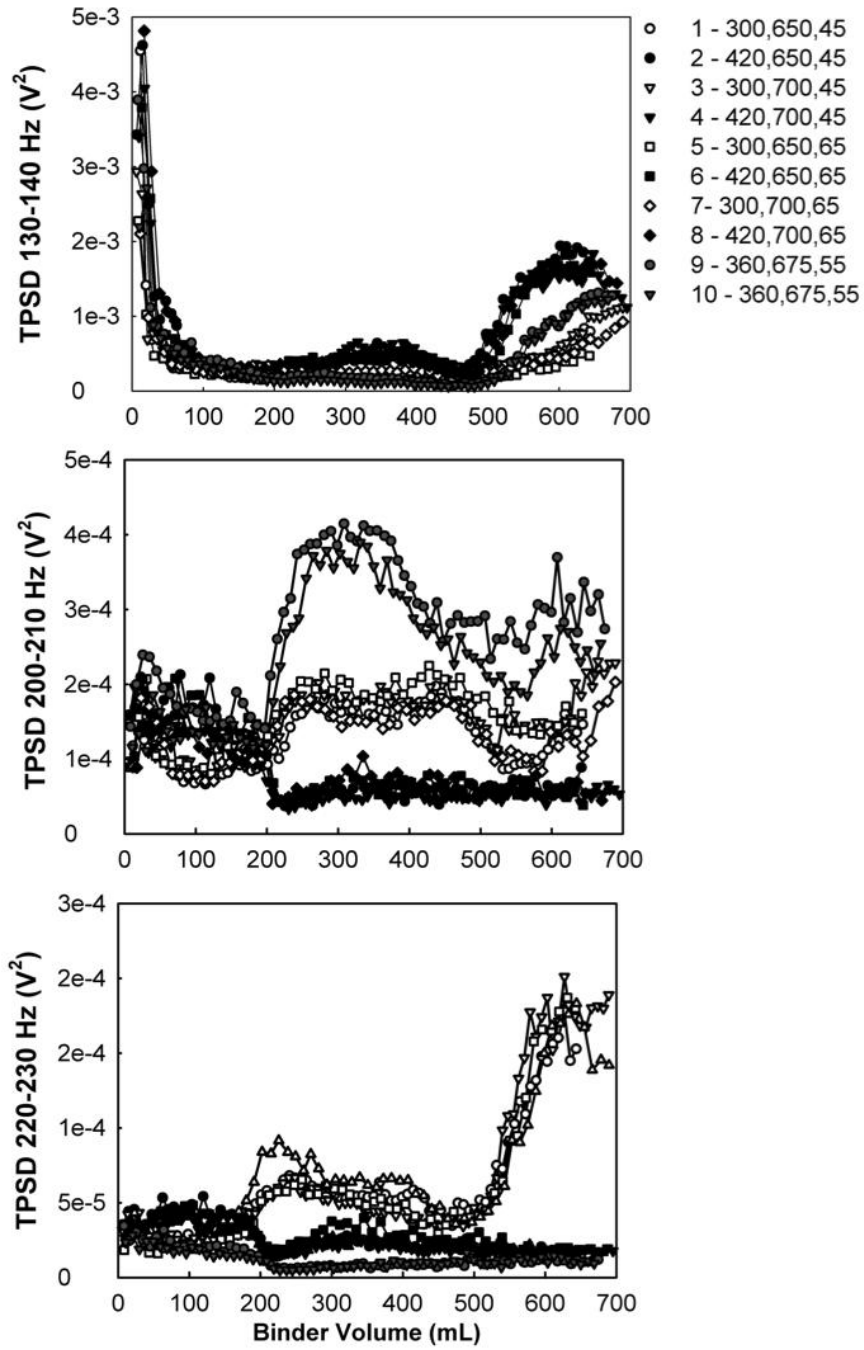 5e-3
4e-3
3e-3
2e-3
1e-3
0
TPSD 130-140 Hz (V²)
0 100 200 300 400 500 600 700
1 - 300,650,45
2 - 420,650,45
3 - 300,700,45
4 - 420,700,45
5 - 300,650,65
6 - 420,650,65
7- 300,700,65
8 - 420,700,65
9 - 360,675,55
10 - 360,675,55
5e-4
4e-4
3e-4
2e-4
1e-4
0
TPSD 200-210 Hz (V²)
0 100 200 300 400 500 600 700
3e-4
2e-4
2e-4
1e-4
5e-5
0
TPSD 220-230 Hz (V²)
0 100 200 300 400 500 600 700
Binder Volume (mL)